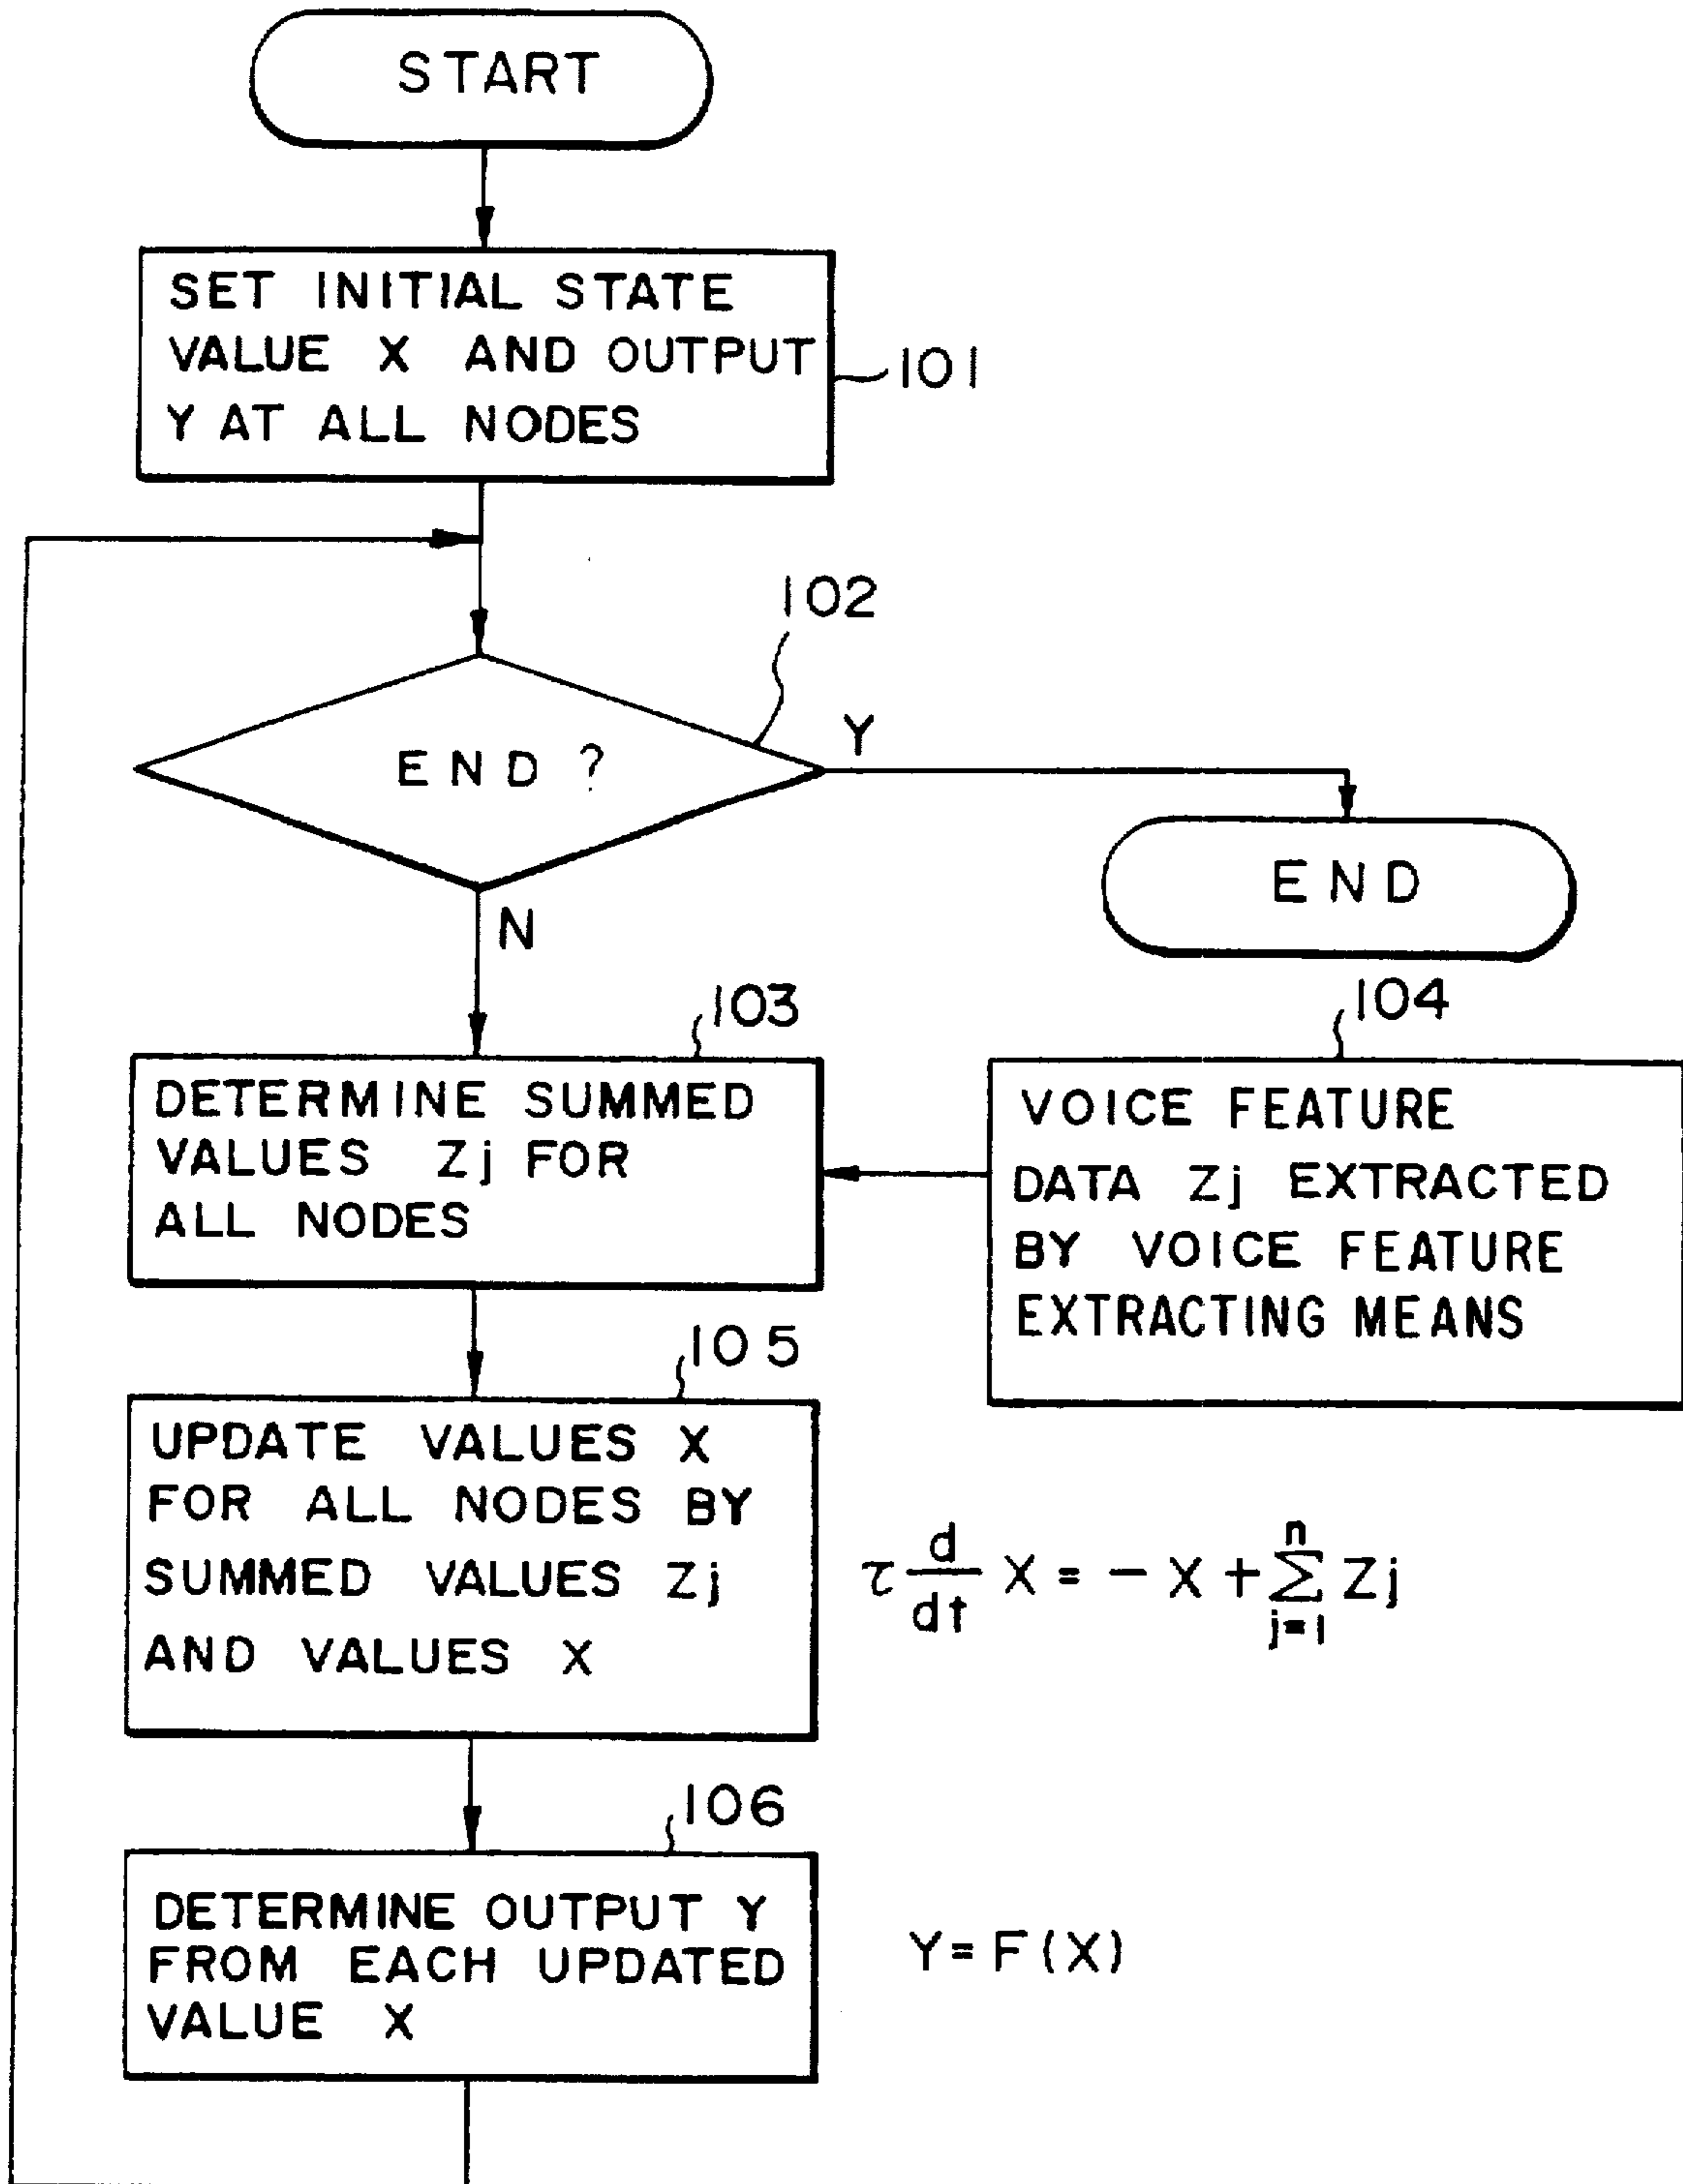 START
SET INITIAL STATE
VALUE X AND OUTPUT
Y AT ALL NODES
101
102
END ?
Y
END
N
103
DETERMINE SUMMED
VALUES Zj FOR
ALL NODES
104
VOICE FEATURE
DATA Zj EXTRACTED
BY VOICE FEATURE
EXTRACTING MEANS
105
UPDATE VALUES X
FOR ALL NODES BY
SUMMED VALUES Zj
AND VALUES X
τ d/dt X = - X + Σ_{j=1}^{n} Zj
106
DETERMINE OUTPUT Y
FROM EACH UPDATED
VALUE X
Y=F(X)